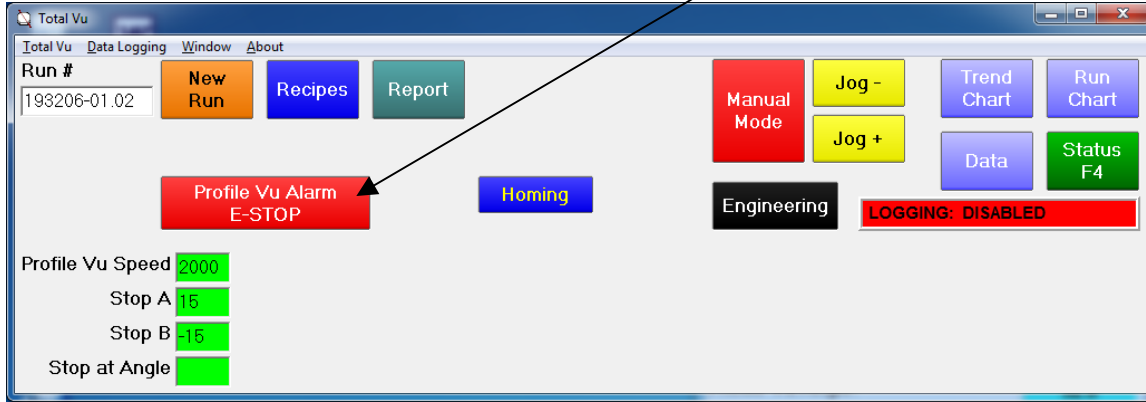 Total Vu
Total Vu Data Logging Window About
Run #
193206-01.02
New
Run
Recipes
Report
Manual
Mode
Jog -
Jog +
Trend
Chart
Run
Chart
Data
Status
F4
Profile Vu Alarm
E-STOP
Homing
Engineering
LOGGING: DISABLED
Profile Vu Speed 2000
Stop A 15
Stop B -15
Stop at Angle